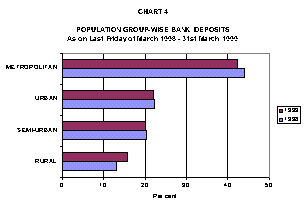 CHART 4
POPULATION GROUP-WISE BANK DEPOSITS
As on Last Friday of March 1998 - 31st March 1999
METROPOLITAN
URBAN
SEMI-URBAN
RURAL
1999
1998
0 10 20 30 40 50
Per cent